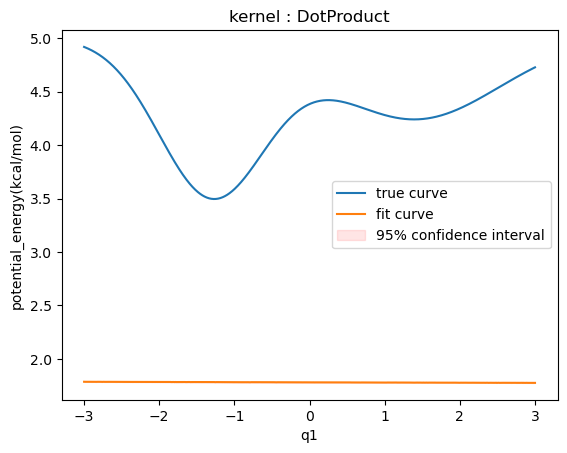 kernel : DotProduct
potential_energy(kcal/mol)
5.0
4.5
4.0
3.5
3.0
2.5
2.0
true curve
fit curve
95% confidence interval
−3
−2
−1
0
1
2
3
q1